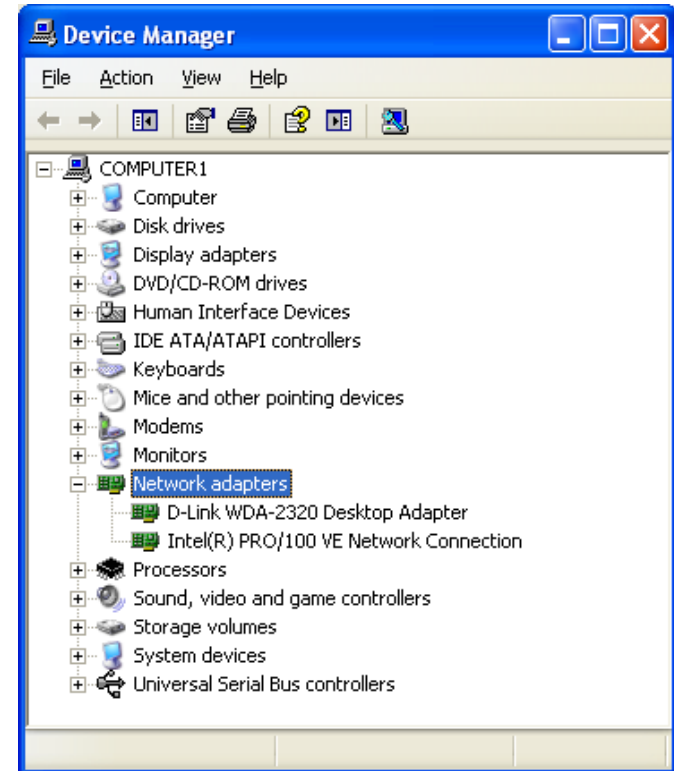 Device Manager
File Action View Help
COMPUTER1
Computer
Disk drives
Display adapters
DVD/CD-ROM drives
Human Interface Devices
IDE ATA/ATAPI controllers
Keyboards
Mice and other pointing devices
Modems
Monitors
Network adapters
D-Link WDA-2320 Desktop Adapter
Intel(R) PRO/100 VE Network Connection
Processors
Sound, video and game controllers
Storage volumes
System devices
Universal Serial Bus controllers